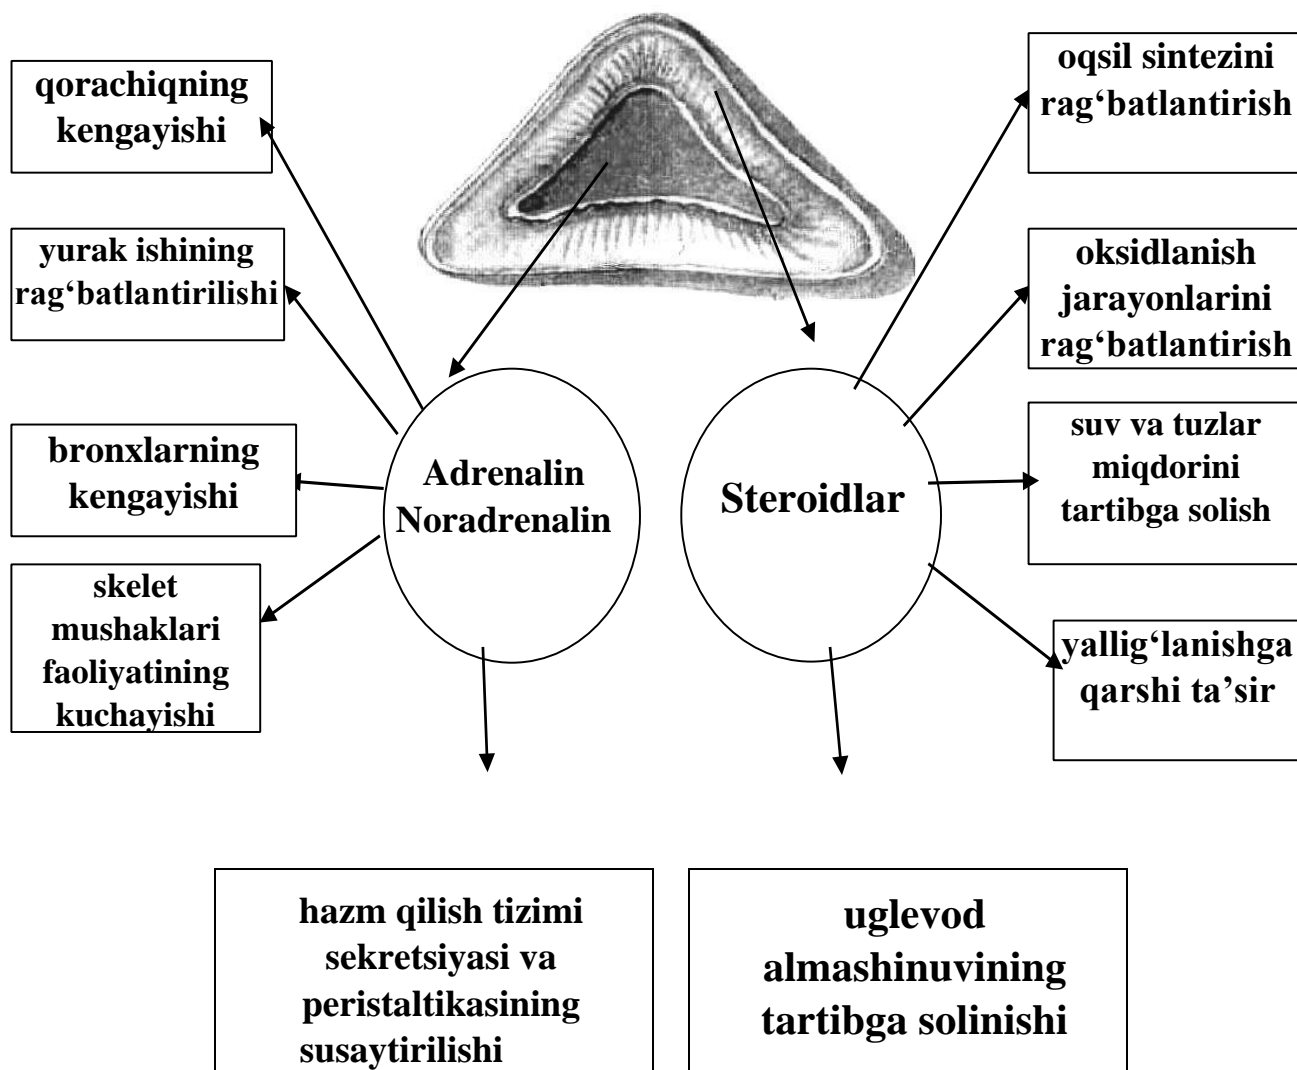 qorachiqning
kengayishi
yurak ishining
rag‘batlantirilishi
bronxlarning
kengayishi
skelet
mushaklari
faoliyatining
kuchayishi
Adrenalin
Noradrenalin
Steroidlar
oqsil sintezini
rag‘batlantirish
oksidlanish
jarayonlarini
rag‘batlantirish
suv va tuzlar
miqdorini
tartibga solish
yallig‘lanishga
qarshi ta’sir
hazm qilish tizimi
sekretsiyasi va
peristaltikasining
susaytirilishi
uglevod
almashinuvining
tartibga solinishi